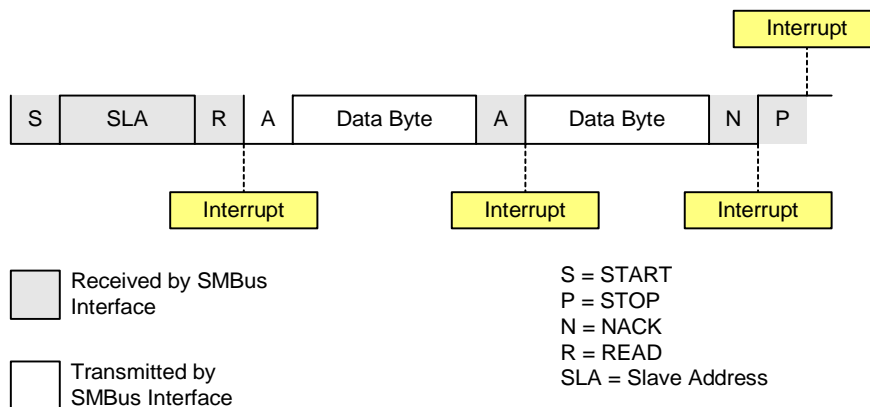 Interrupt
S SLA R A Data Byte A Data Byte N P
Interrupt Interrupt Interrupt
Received by SMBus
Interface
Transmitted by
SMBus Interface
S = START
P = STOP
N = NACK
R = READ
SLA = Slave Address